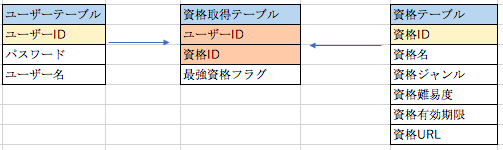 ユーザーテーブル
ユーザーID
パスワード
ユーザー名
資格取得テーブル
ユーザーID
資格ID
最強資格フラグ
資格テーブル
資格ID
資格名
資格ジャンル
資格難易度
資格有効期限
資格URL